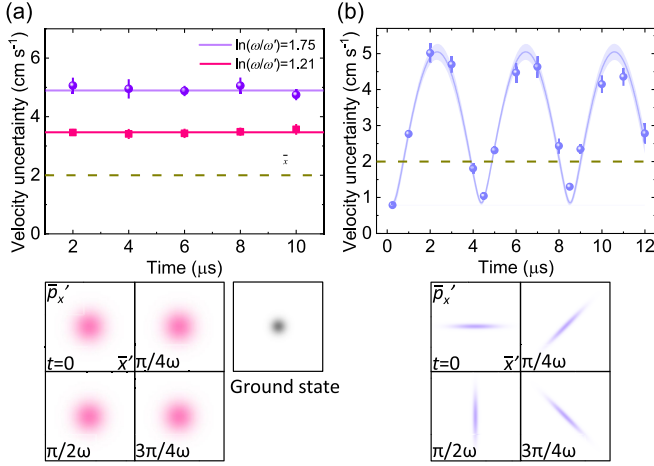 (a)
Velocity uncertainty (cm s⁻¹)
6
4
2
0
ln(ω/ω')=1.75
ln(ω/ω')=1.21
x̄
2 4 6 8 10
Time (μs)
(b)
Velocity uncertainty (cm s⁻¹)
6
5
4
3
2
1
0
0 2 4 6 8 10 12
Time (μs)
p̄ₓ'
t=0 x̄' π/4ω
π/2ω 3π/4ω
Ground state
p̄ₓ'
t=0 x̄' π/4ω
π/2ω 3π/4ω